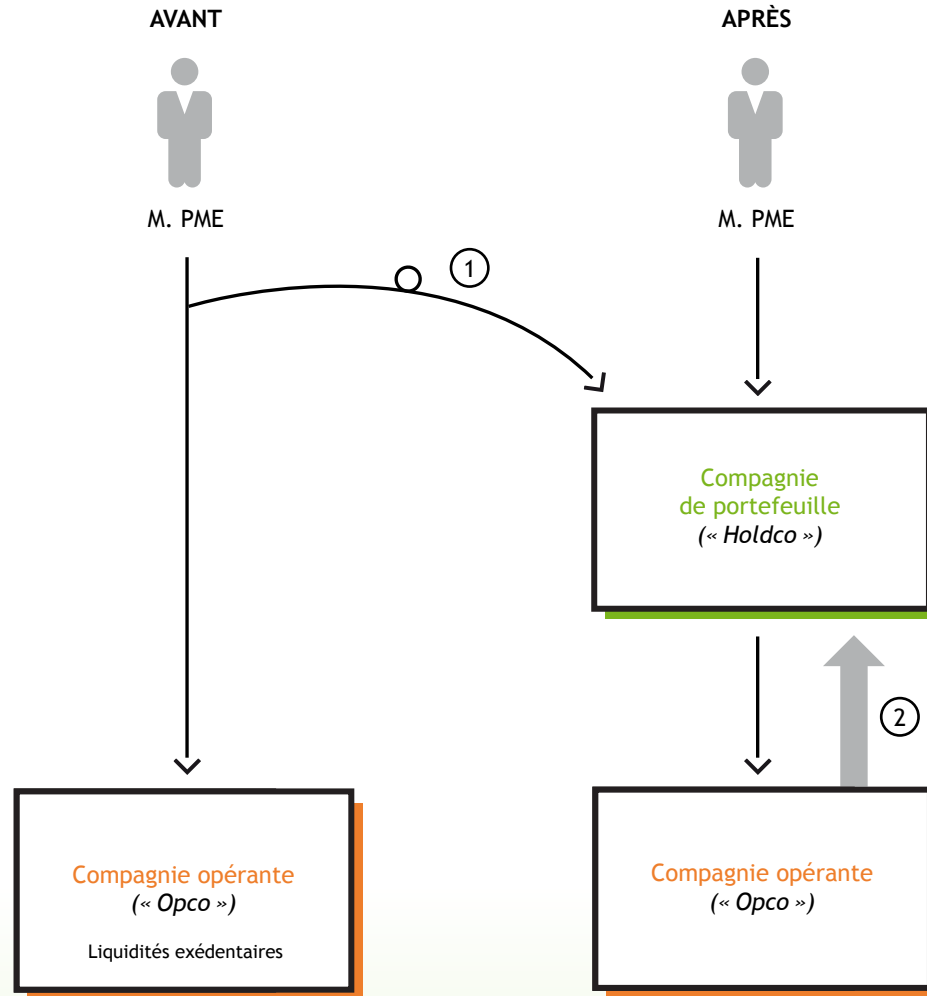 AVANT
APRÈS
M. PME
M. PME
1
Compagnie
de portefeuille
(« Holdco »)
2
Compagnie opérante
(« Opco »)
Liquidités exédentaires
Compagnie opérante
(« Opco »)